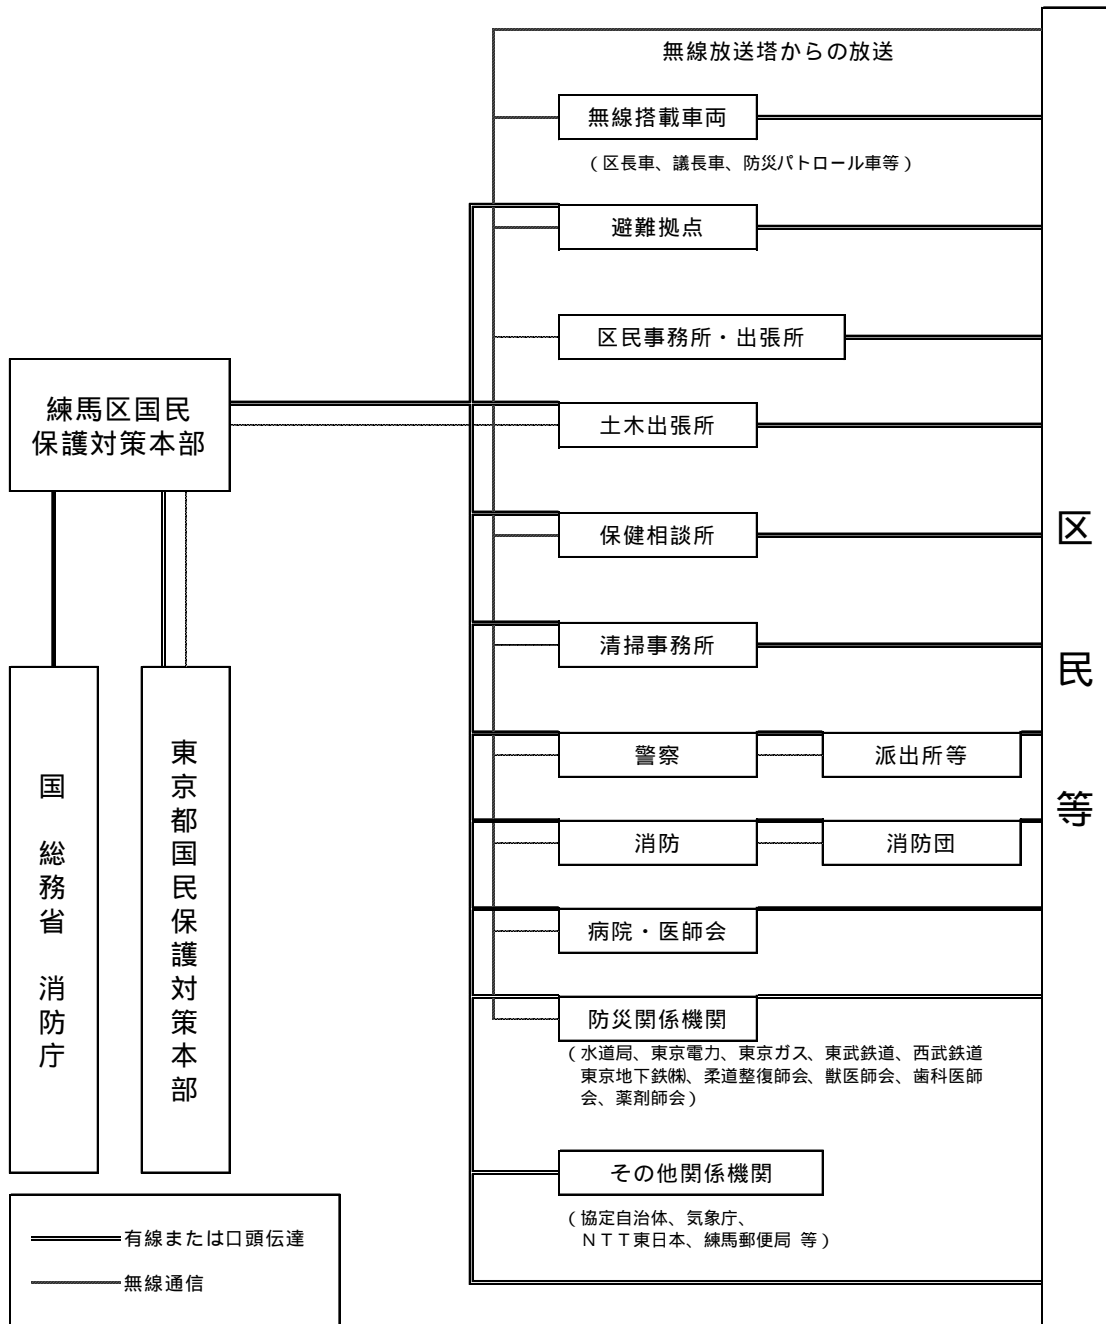 無線放送塔からの放送
無線搭載車両
（区長車、議長車、防災パトロール車等）
避難拠点
区民事務所・出張所
練馬区国民
保護対策本部
土木出張所
保健相談所
清掃事務所
警察
派出所等
消防
消防団
病院・医師会
防災関係機関
（水道局、東京電力、東京ガス、東武鉄道、西武鉄道
東京地下鉄㈱、柔道整復師会、獣医師会、歯科医師
会、薬剤師会）
その他関係機関
（協定自治体、気象庁、
ＮＴＴ東日本、練馬郵便局 等）
区民等
国 総務省 消防庁
東京都国民保護対策本部
有線または口頭伝達
無線通信